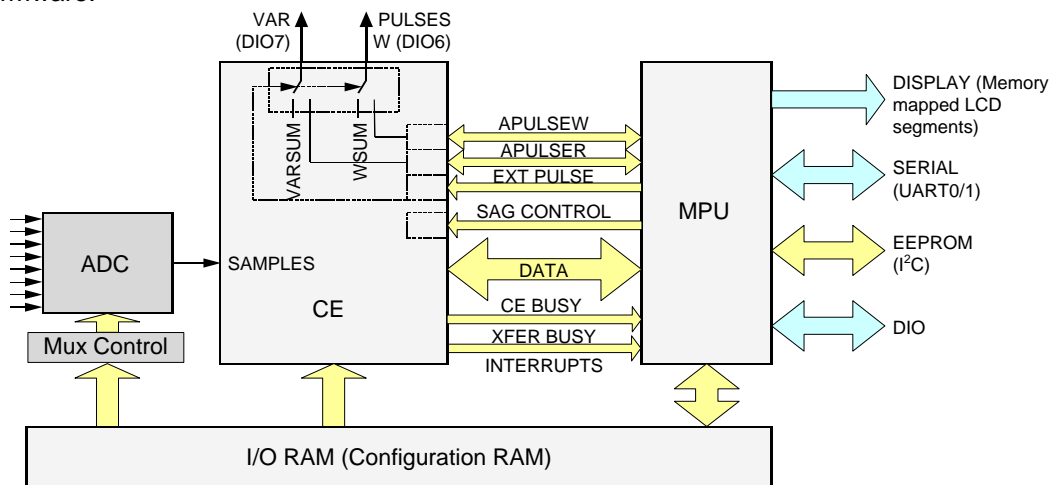 VAR
(DIO7)
PULSES
W (DIO6)
VARSUM
WSUM
APULSEW
APULSER
EXT PULSE
SAG CONTROL
DATA
CE BUSY
XFER BUSY
INTERRUPTS
ADC
SAMPLES
CE
MPU
Mux Control
DISPLAY (Memory
mapped LCD
segments)
SERIAL
(UART0/1)
EEPROM
(I²C)
DIO
I/O RAM (Configuration RAM)